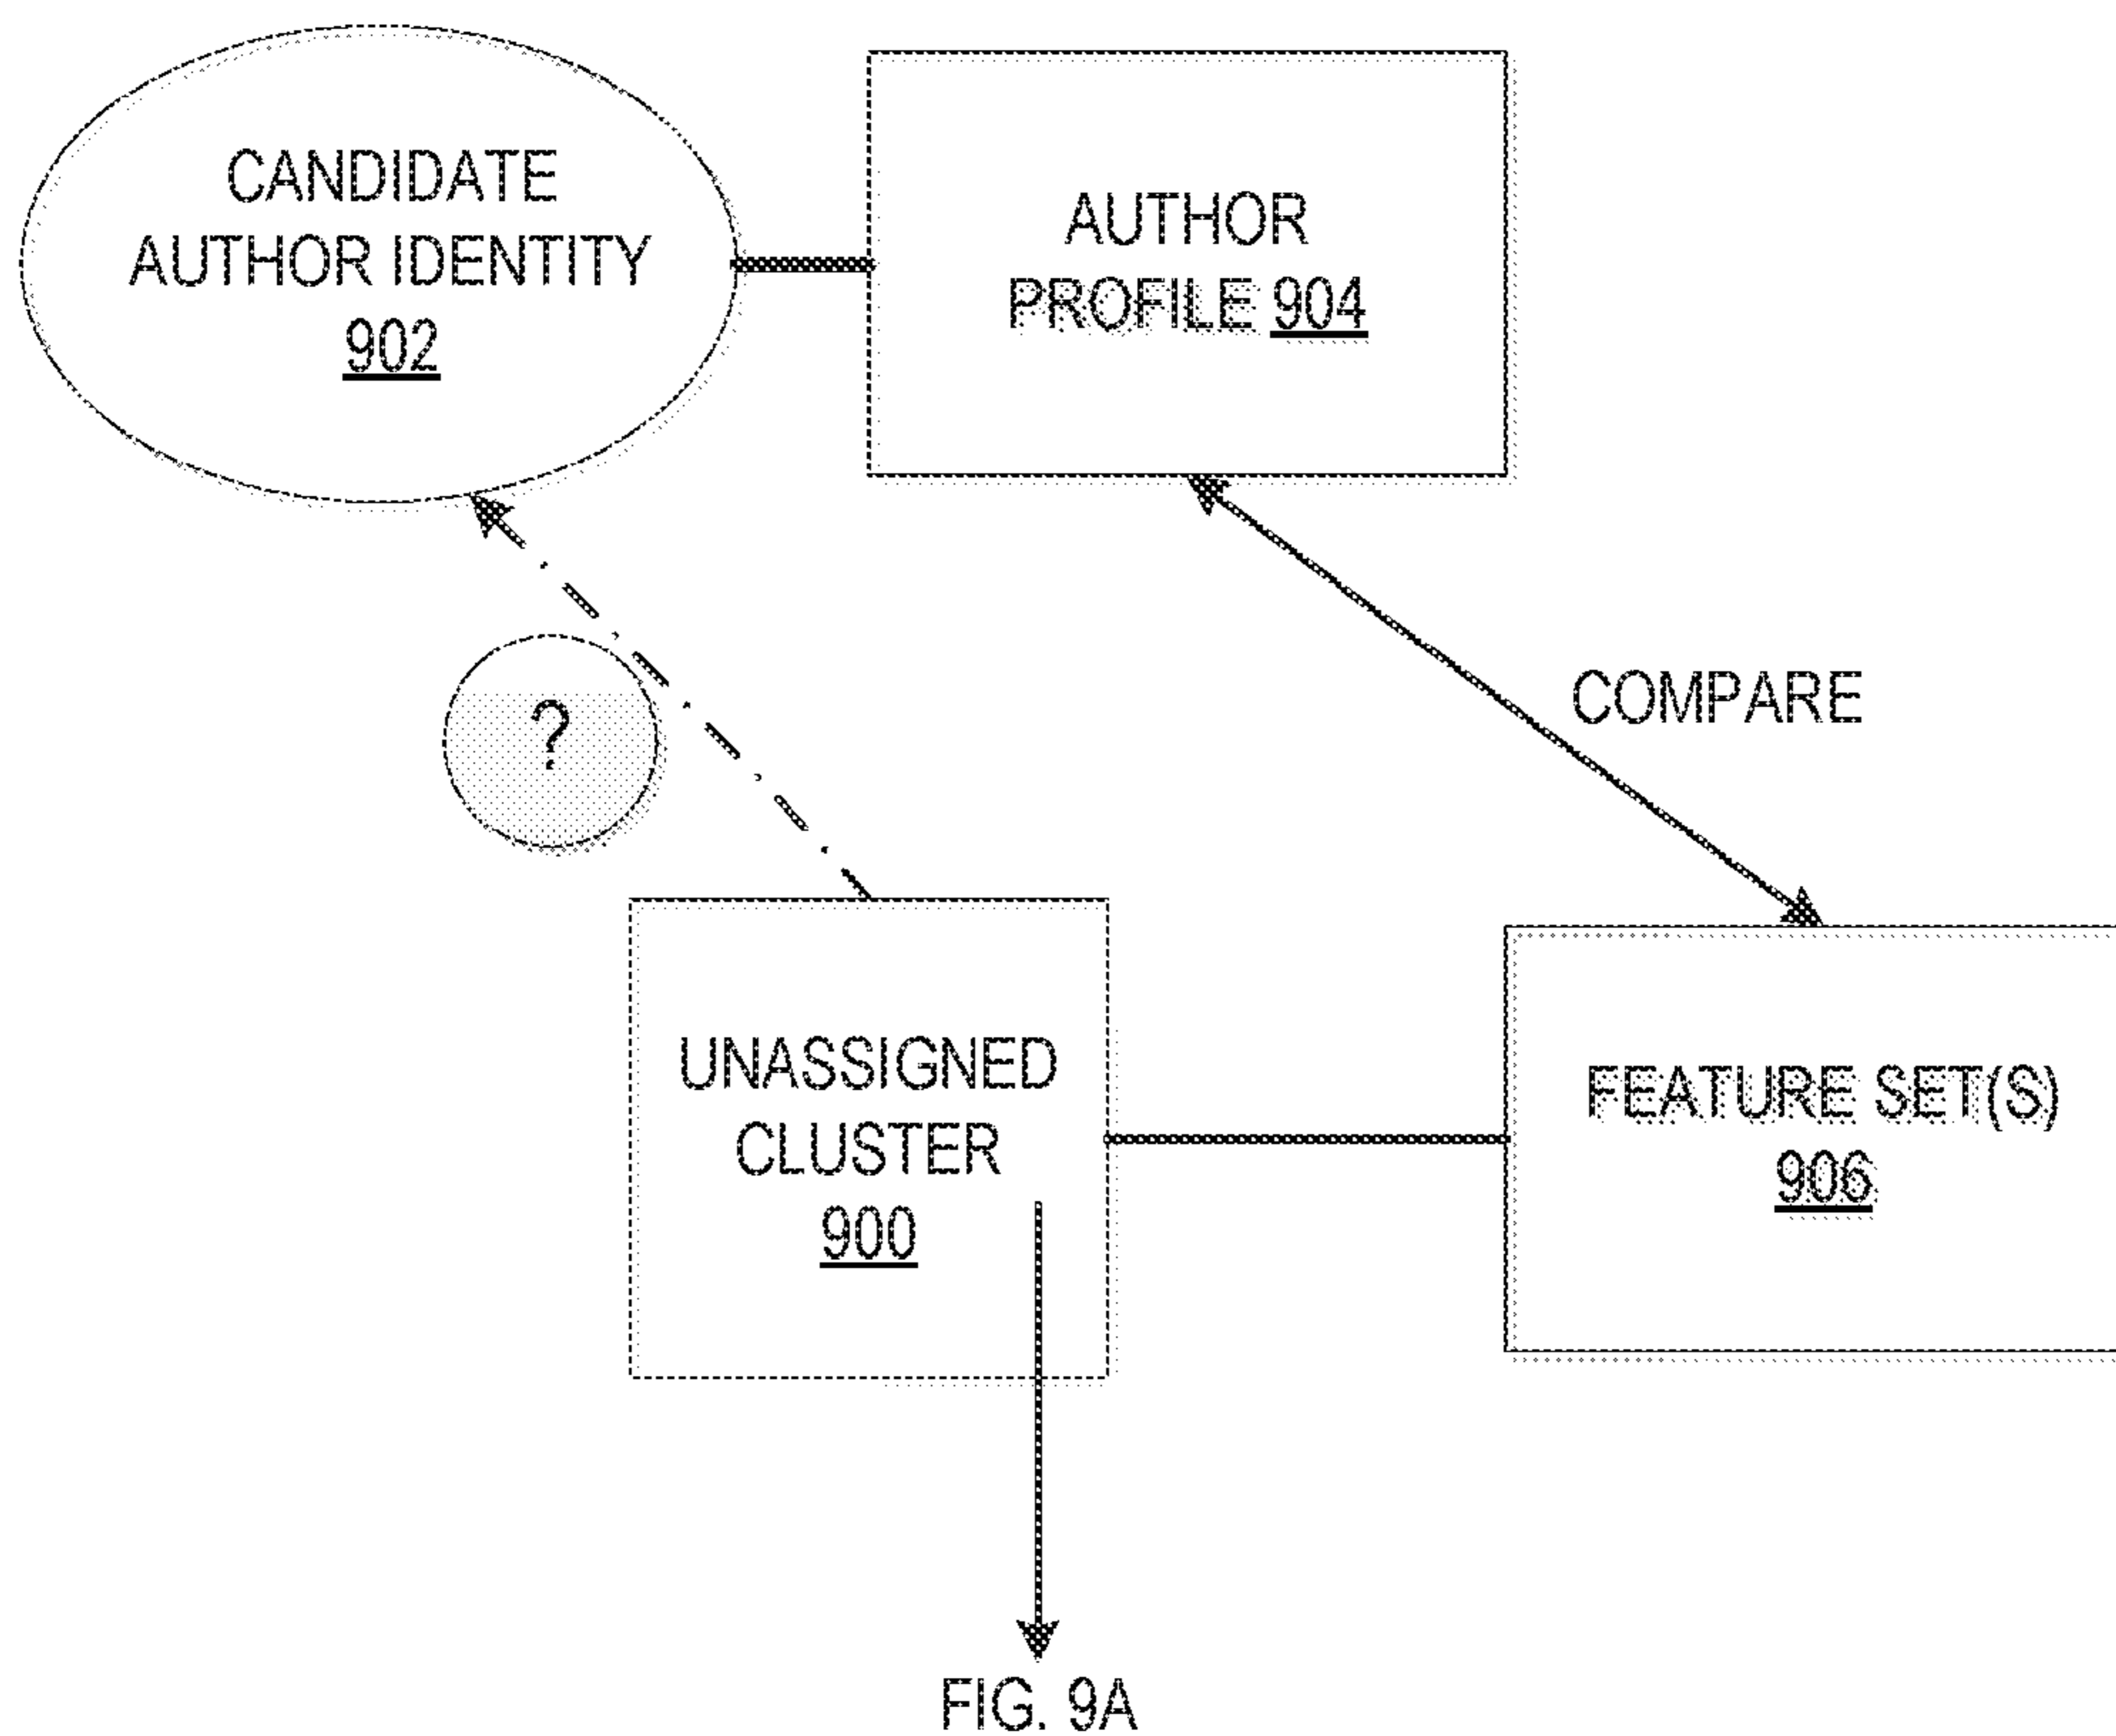 CANDIDATE
AUTHOR IDENTITY
902
AUTHOR
PROFILE 904
?
COMPARE
UNASSIGNED
CLUSTER
900
FEATURE SET(S)
906
FIG. 9A